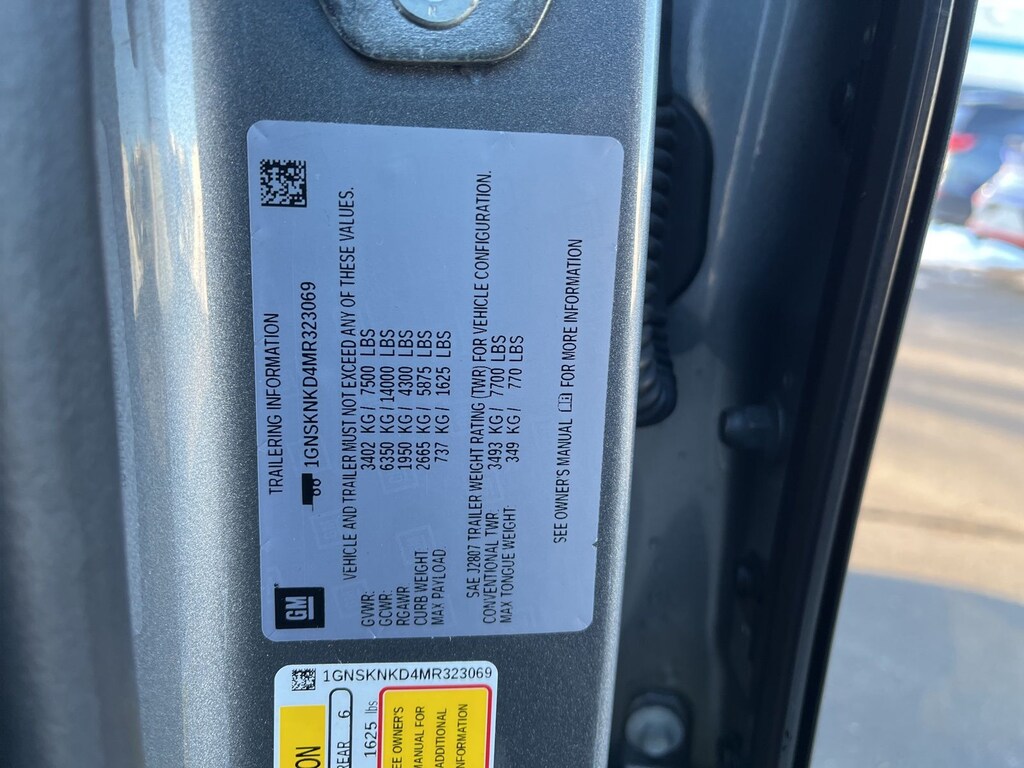 TRAILERING INFORMATION
1GNSKNKD4MR323069
VEHICLE AND TRAILER MUST NOT EXCEED ANY OF THESE VALUES.
GVWR: 3402 KG / 7500 LBS
GCWR: 6350 KG / 14000 LBS
RGAWR 1950 KG / 4300 LBS
CURB WEIGHT 2665 KG / 5875 LBS
MAX PAYLOAD 737 KG / 1625 LBS
SAE J2807 TRAILER WEIGHT RATING (TWR) FOR VEHICLE CONFIGURATION.
CONVENTIONAL TWR 3493 KG / 7700 LBS
MAX TONGUE WEIGHT: 349 KG / 770 LBS
SEE OWNER'S MANUAL FOR MORE INFORMATION
GM
1GNSKNKD4MR323069
REAR 6
1625 lbs
SEE OWNER'S
MANUAL FOR
ADDITIONAL
INFORMATION